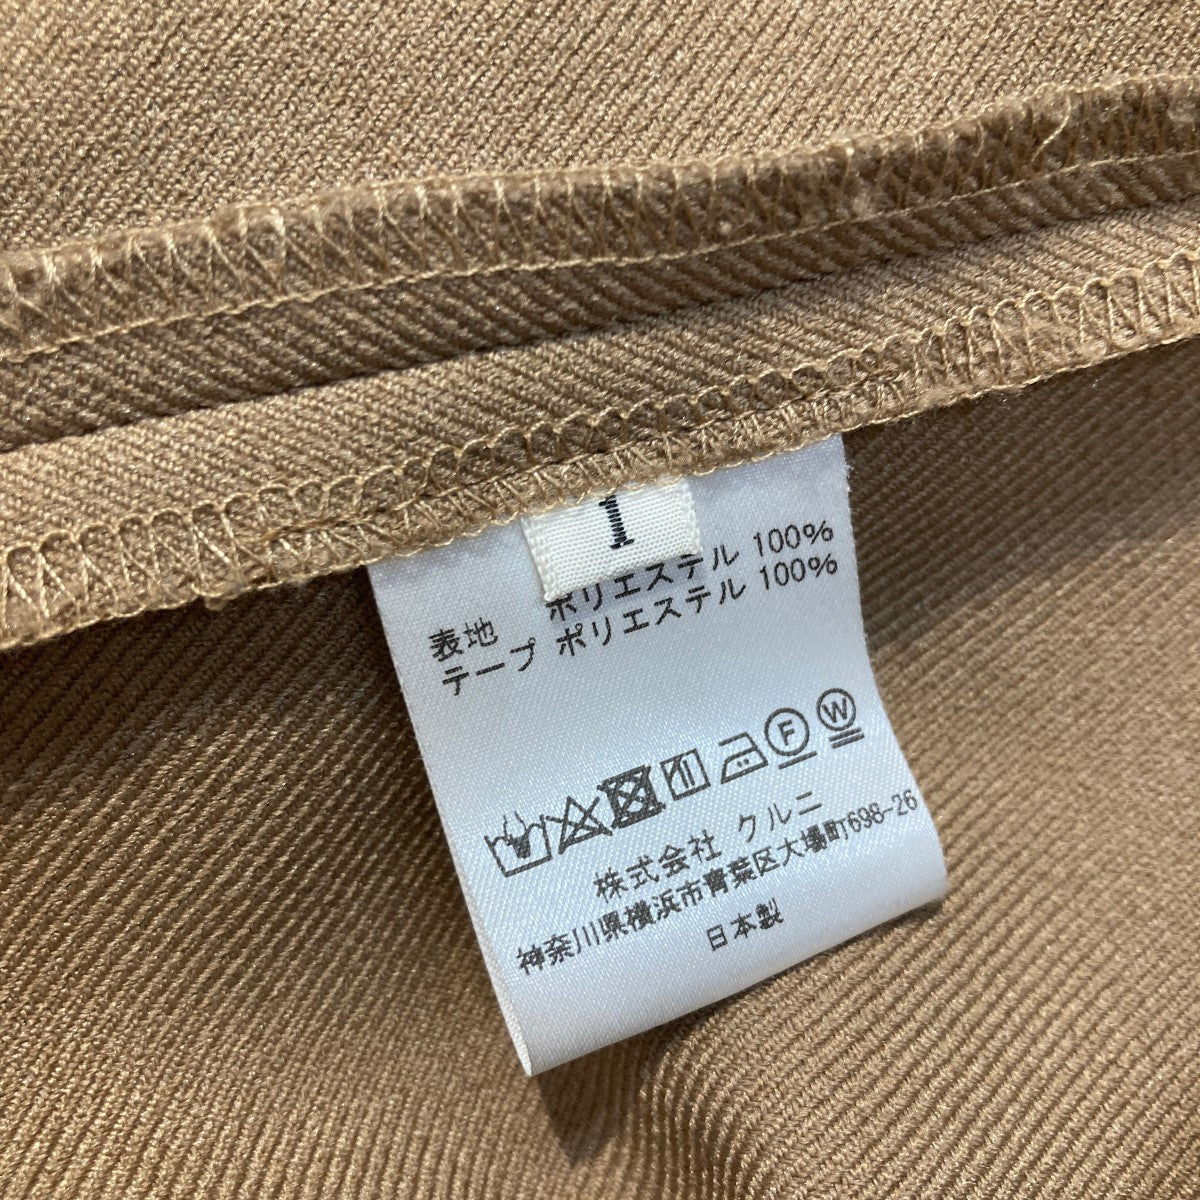 1
表地 ポリエステル 100%
テープ ポリエステル 100%
F W
株式会社 クルニ
神奈川県横浜市青葉区大場町698-26
日本製